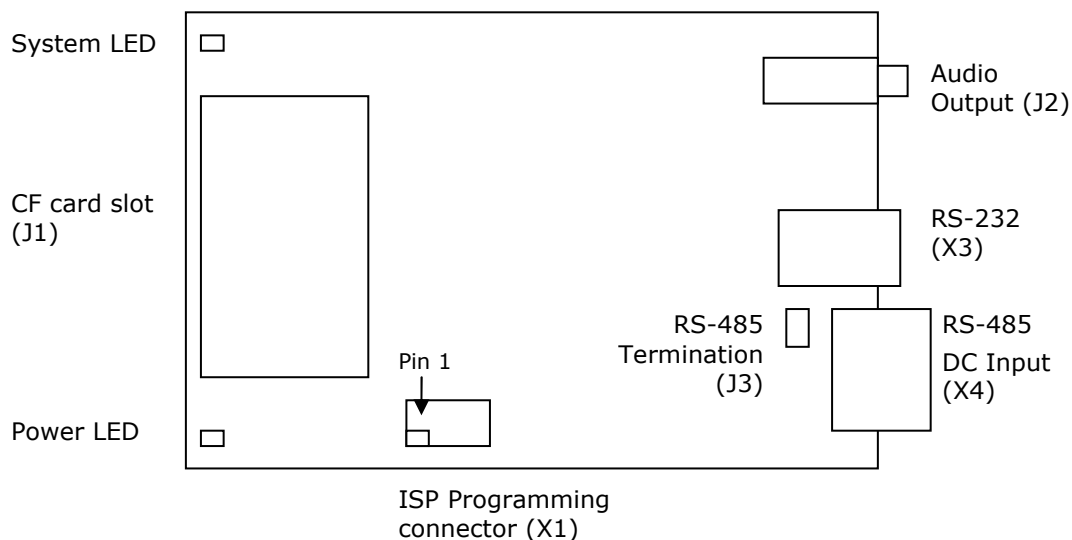 System LED
Audio
Output (J2)
CF card slot
(J1)
RS-232
(X3)
RS-485
Termination
(J3)
RS-485
DC Input
(X4)
Pin 1
Power LED
ISP Programming
connector (X1)